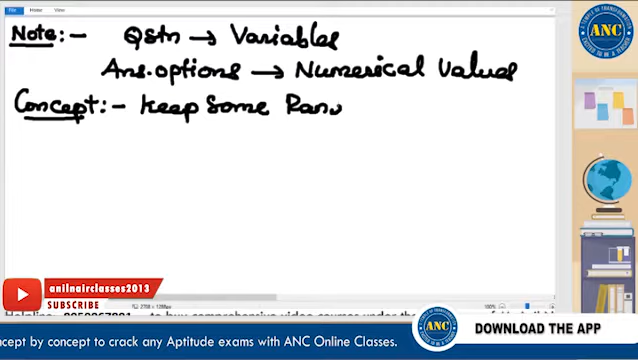 Note:- Qstn → Variables
Ans.options → Numerical Values
Concept:- Keep Some Ran
File Home View
ANC
anilnairclasses2013
SUBSCRIBE
100%
to buy comprehensive video courses under the
ANC
DOWNLOAD THE APP
cept by concept to crack any Aptitude exams with ANC Online Classes.